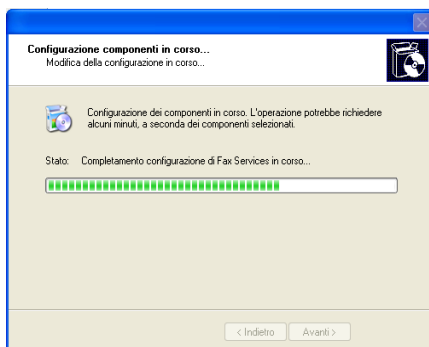 Configurazione componenti in corso...
Modifica della configurazione in corso...
Configurazione dei componenti in corso. L'operazione potrebbe richiedere
alcuni minuti, a seconda dei componenti selezionati.
Stato: Completamento configurazione di Fax Services in corso...
< Indietro Avanti >